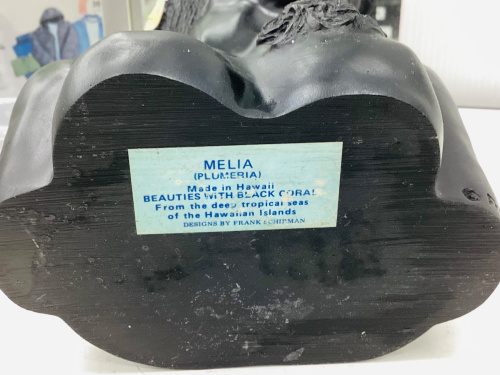 MELIA
(PLUMERIA)
Made in Hawaii
BEAUTIES WITH BLACK CORAL
From the deep tropical seas
of the Hawaiian Islands
DESIGNS BY FRANK SCHIRMAN